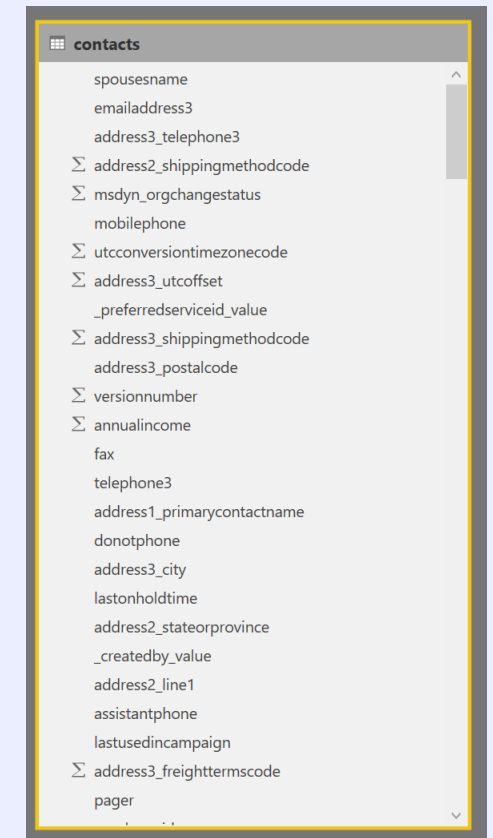 contacts
spousesname
emailaddress3
address3_telephone3
∑ address2_shippingmethodcode
∑ msdyn_orgchangestatus
mobilephone
∑ utcconversiontimezonecode
∑ address3_utcoffset
_preferredserviceid_value
∑ address3_shippingmethodcode
address3_postalcode
∑ versionnumber
∑ annualincome
fax
telephone3
address1_primarycontactname
donotphone
address3_city
lastonholdtime
address2_stateorprovince
_createdby_value
address2_line1
assistantphone
lastusedincampaign
∑ address3_freighttermscode
pager